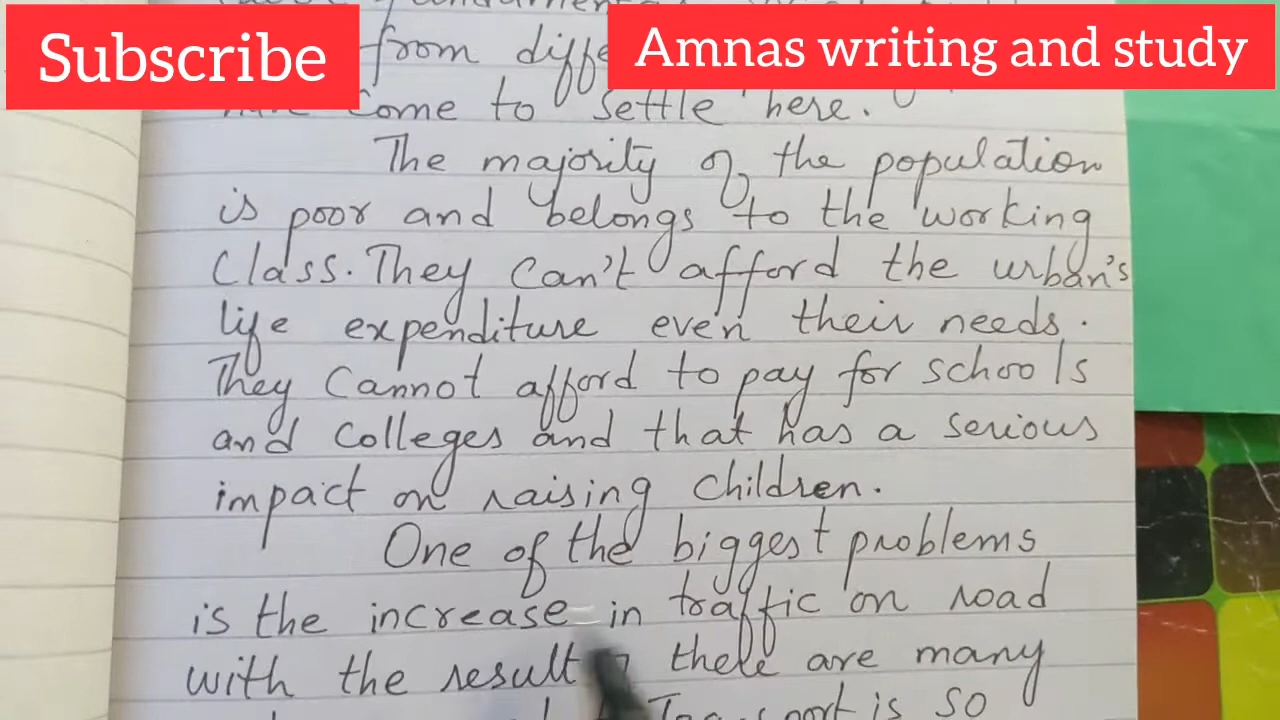 Subscribe
Amnas writing and study
from
come to settle here.
The majority of the population
is poor and belongs to the working
Class. They Can't afford the urban's
life expenditure even their needs.
They Cannot afford to pay for schools
and colleges and that has a serious
impact on raising children.
One of the biggest problems
is the increase in traffic on road
with the result there are many
Transport is so